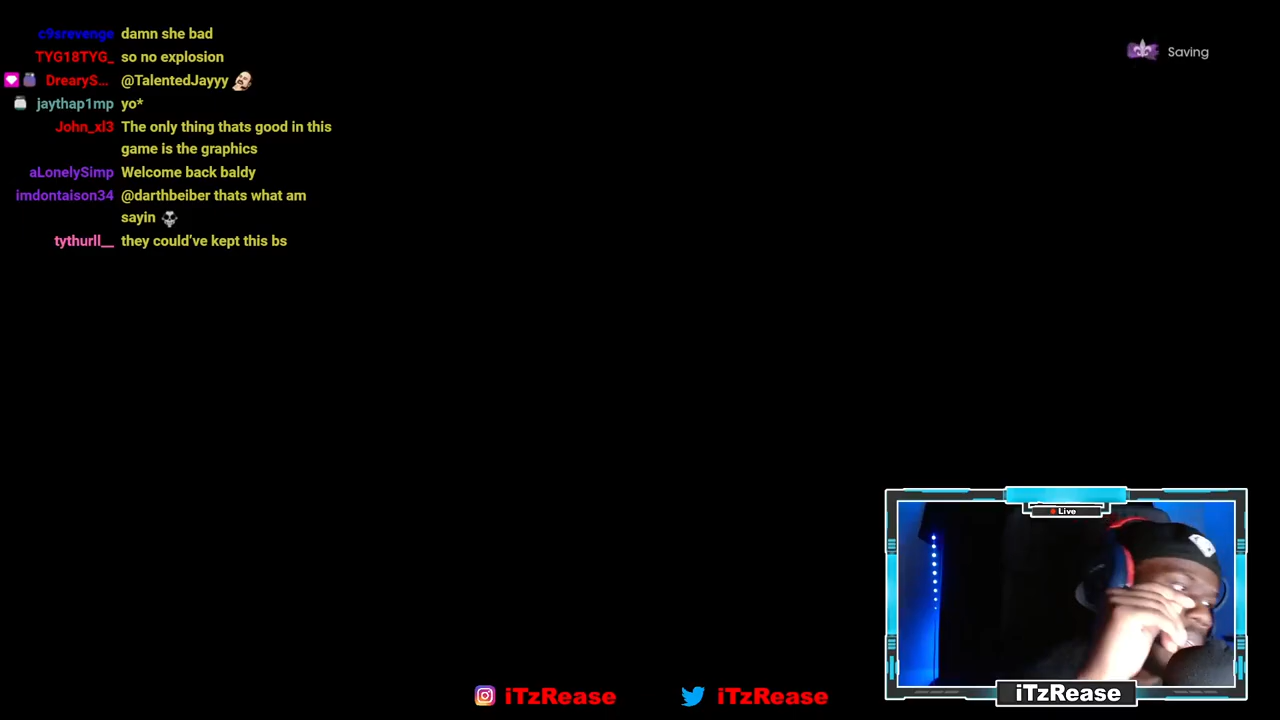 c9srevenge damn she bad
TYG18TYG_ so no explosion
DrearyS... @TalentedJayyy
jaythap1mp yo*
John_xl3 The only thing thats good in this
game is the graphics
aLonelySimp Welcome back baldy
imdontaison34 @darthbeiber thats what am
sayin
tythurll__ they could've kept this bs
Saving
Live
iTzRease
iTzRease iTzRease